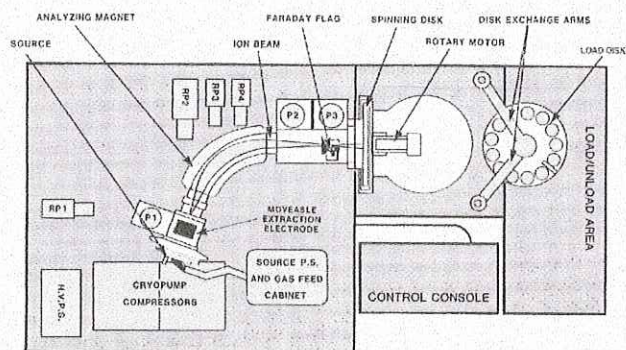 ANALYZING MAGNET
FARADAY FLAG
SPINNING DISK
DISK EXCHANGE ARMS
SOURCE
ION BEAM
ROTARY MOTOR
LOAD DISK
RP2
RP3
RP4
P2
P3
LOAD/UNLOAD AREA
RP1
P1
MOVEABLE
EXTRACTION
ELECTRODE
H.V.P.S.
CRYOPUMP
COMPRESSORS
SOURCE P.S.
AND GAS FEED
CABINET
CONTROL CONSOLE